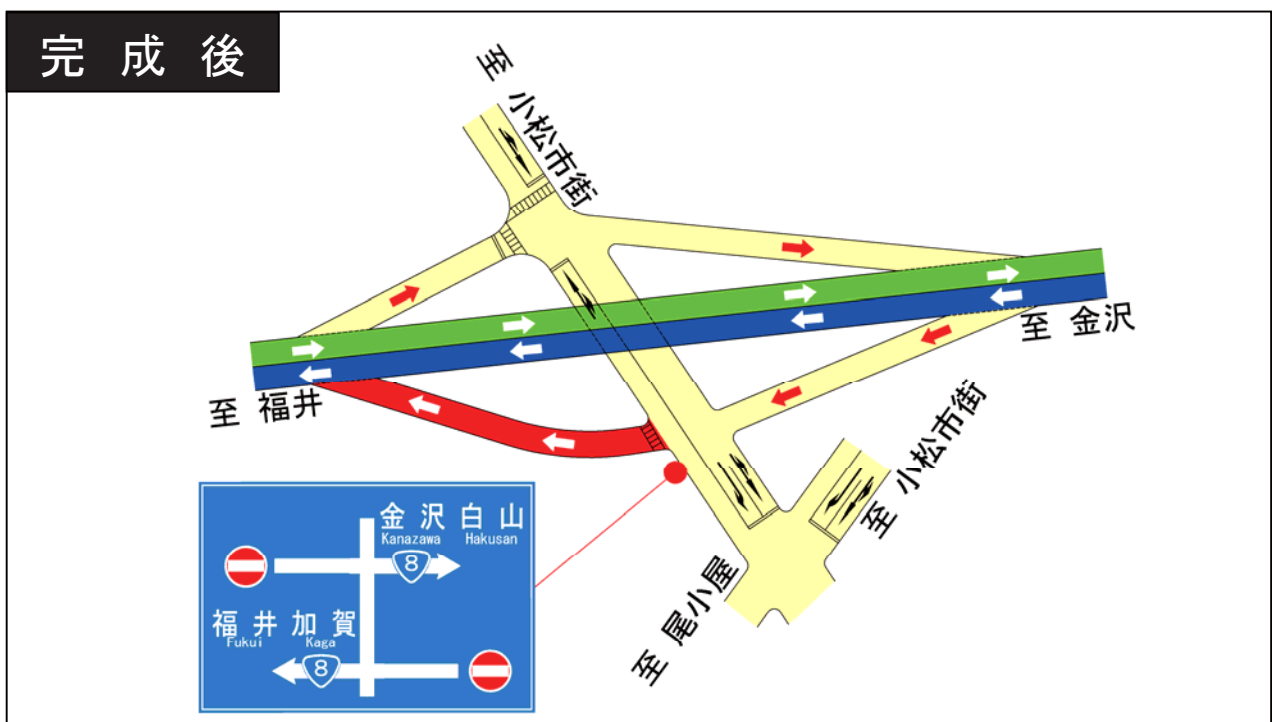 完成後
至 小松市街
至 金沢
至 福井
至 小松市街
至 尾小屋
金沢 白山
Kanazawa Hakusan
8
福井 加賀
Fukui Kaga
8